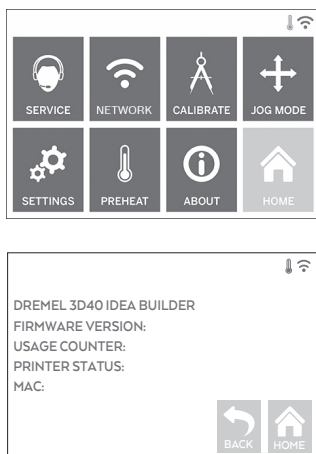 SERVICE NETWORK CALIBRATE JOG MODE
SETTINGS PREHEAT ABOUT HOME
DREMEL 3D40 IDEA BUILDER
FIRMWARE VERSION:
USAGE COUNTER:
PRINTER STATUS:
MAC:
BACK HOME